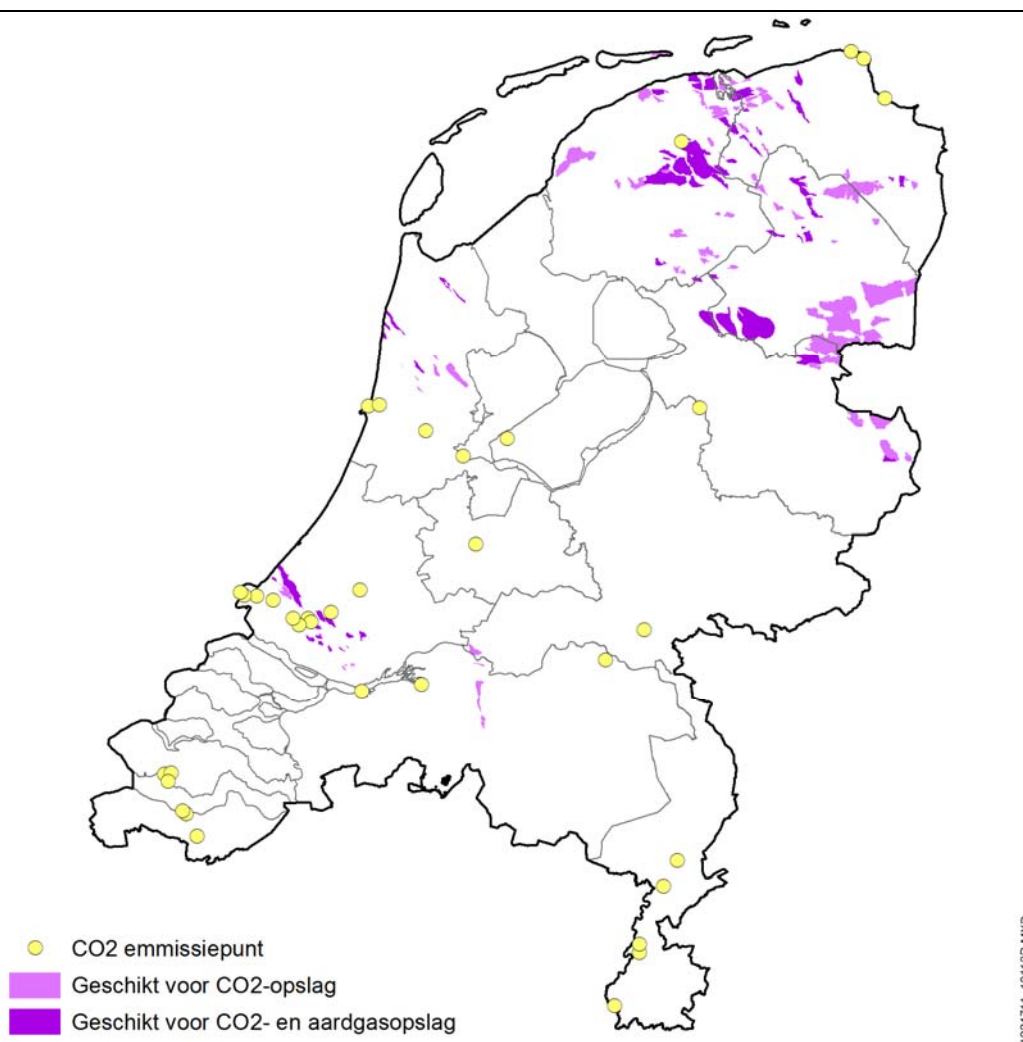 CO2 emmissiepunt
Geschikt voor CO2-opslag
Geschikt voor CO2- en aardgasopslag